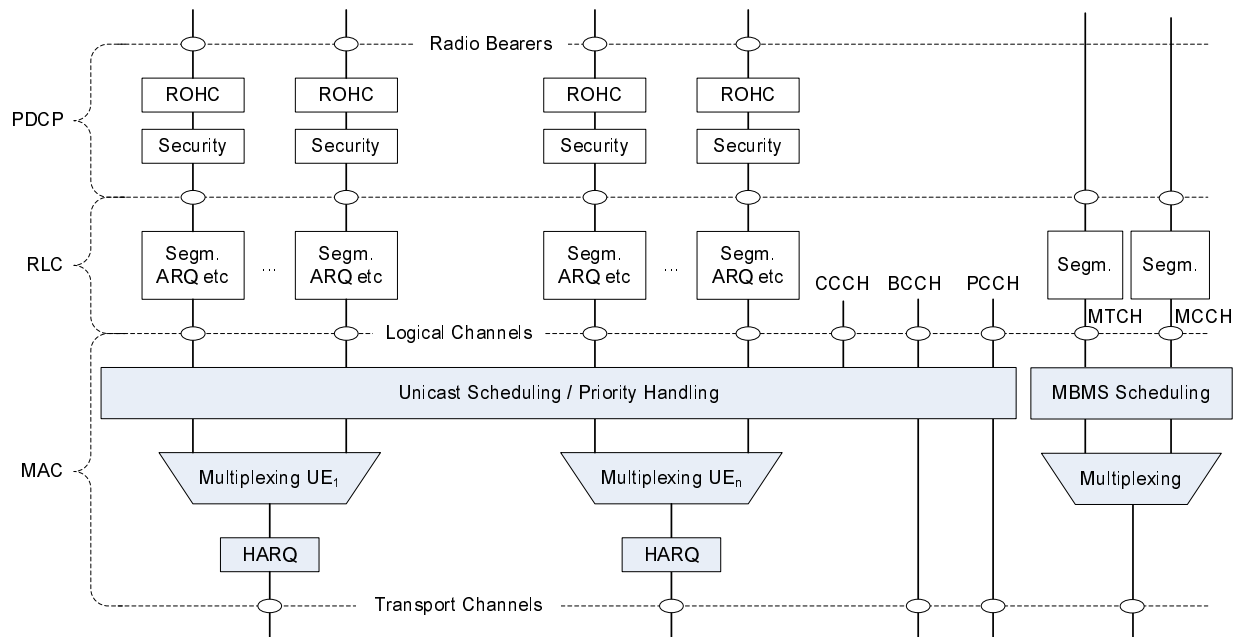 Radio Bearers
ROHC ROHC ROHC ROHC
PDCP
Security Security Security Security
Segm.
ARQ etc
...
Segm.
ARQ etc
Segm.
ARQ etc
...
Segm.
ARQ etc
RLC
CCCH BCCH PCCH
Segm. Segm.
MTCH MCCH
Logical Channels
Unicast Scheduling / Priority Handling
MBMS Scheduling
MAC
Multiplexing UE₁
Multiplexing UEₙ
Multiplexing
HARQ HARQ
Transport Channels